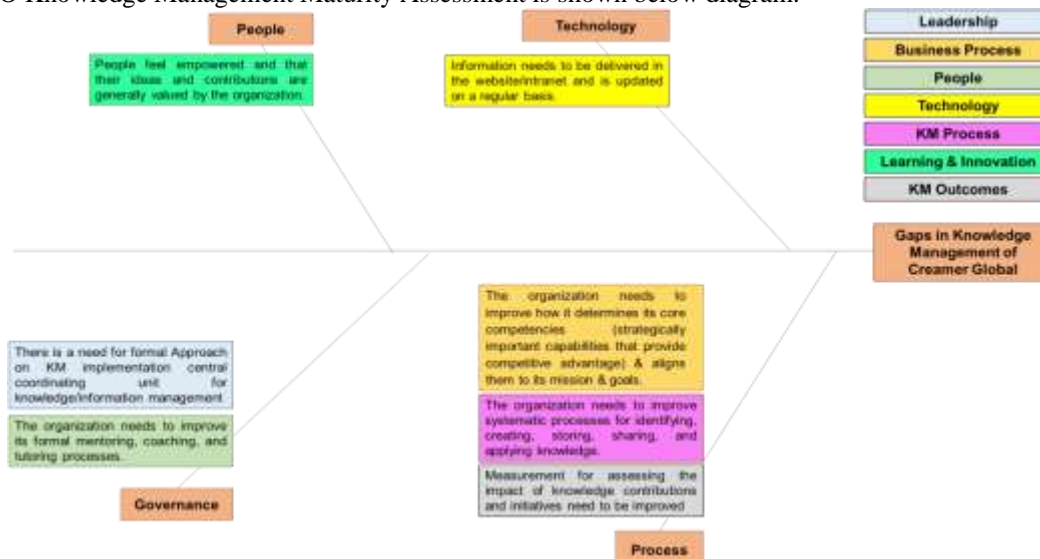 O Knowledge Management Maturity Assessment is shown below diagram.
People
People feel empowered and that
their ideas and contributions are
generally valued by the organization.
Technology
Information needs to be delivered in
the website/intranet and is updated
on a regular basis.
Leadership
Business Process
People
Technology
KM Process
Learning & Innovation
KM Outcomes
Gaps in Knowledge
Management of
Creamer Global
There is a need for formal Approach
on KM implementation central
coordinating unit for
knowledge/information management
The organization needs to improve
its formal mentoring, coaching, and
tutoring processes.
Governance
The organization needs to
improve how it determines its core
competencies (strategically
important capabilities that provide
competitive advantage) & aligns
them to its mission & goals.
The organization needs to improve
systematic processes for identifying,
creating, storing, sharing, and
applying knowledge.
Measurement for assessing the
impact of knowledge contributions
and initiatives need to be improved
Process